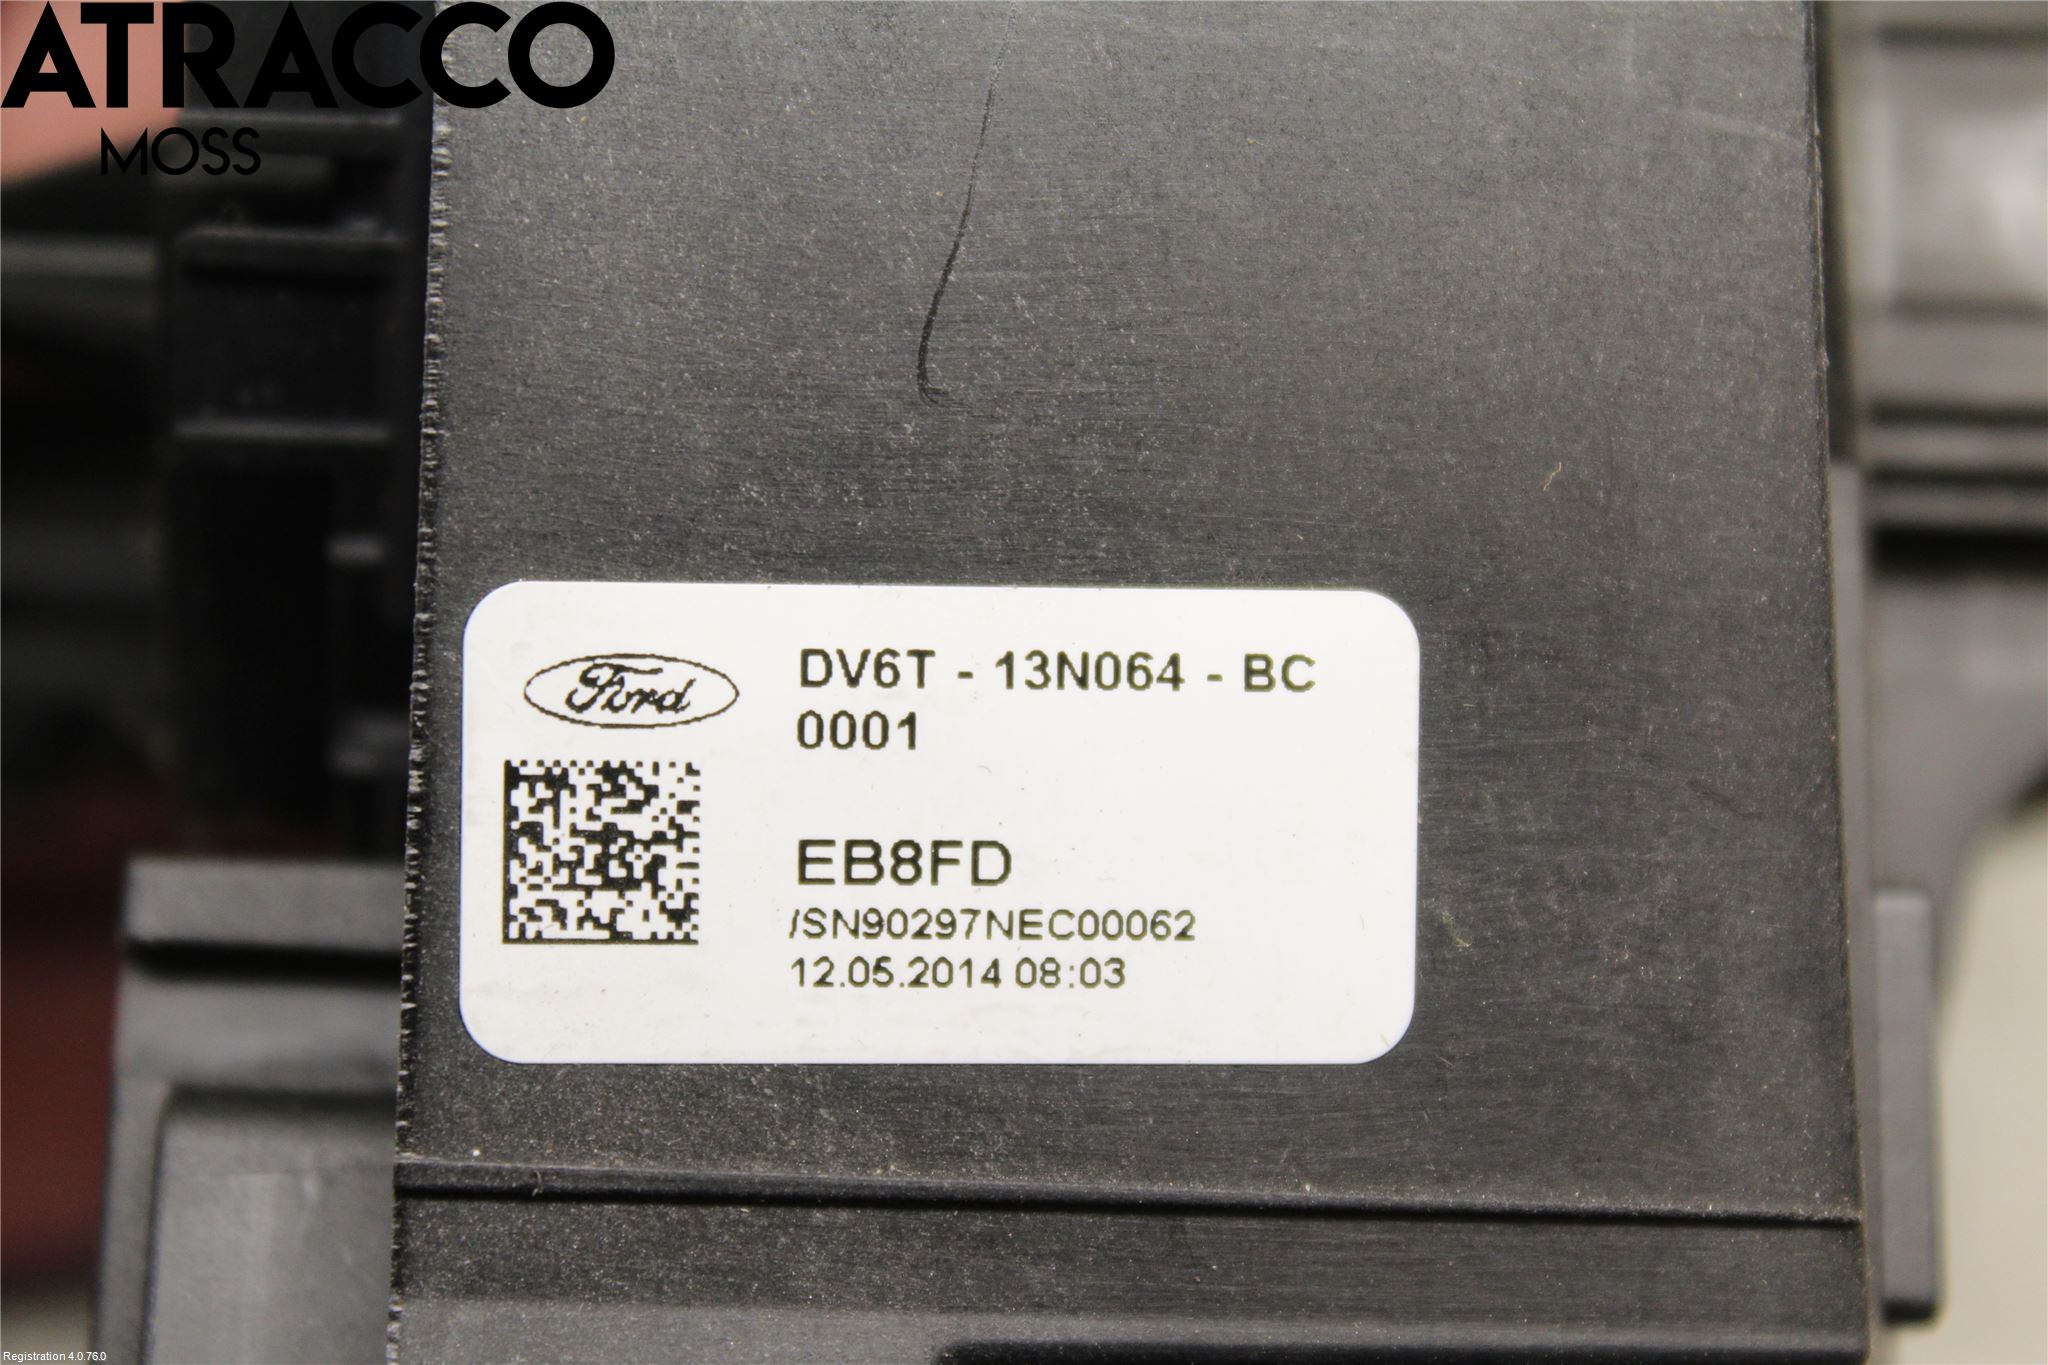 ATRACCO
MOSS
Ford
DV6T - 13N064 - BC
0001
EB8FD
/SN90297NEC00062
12.05.2014 08:03
Registration 4.0.76.0